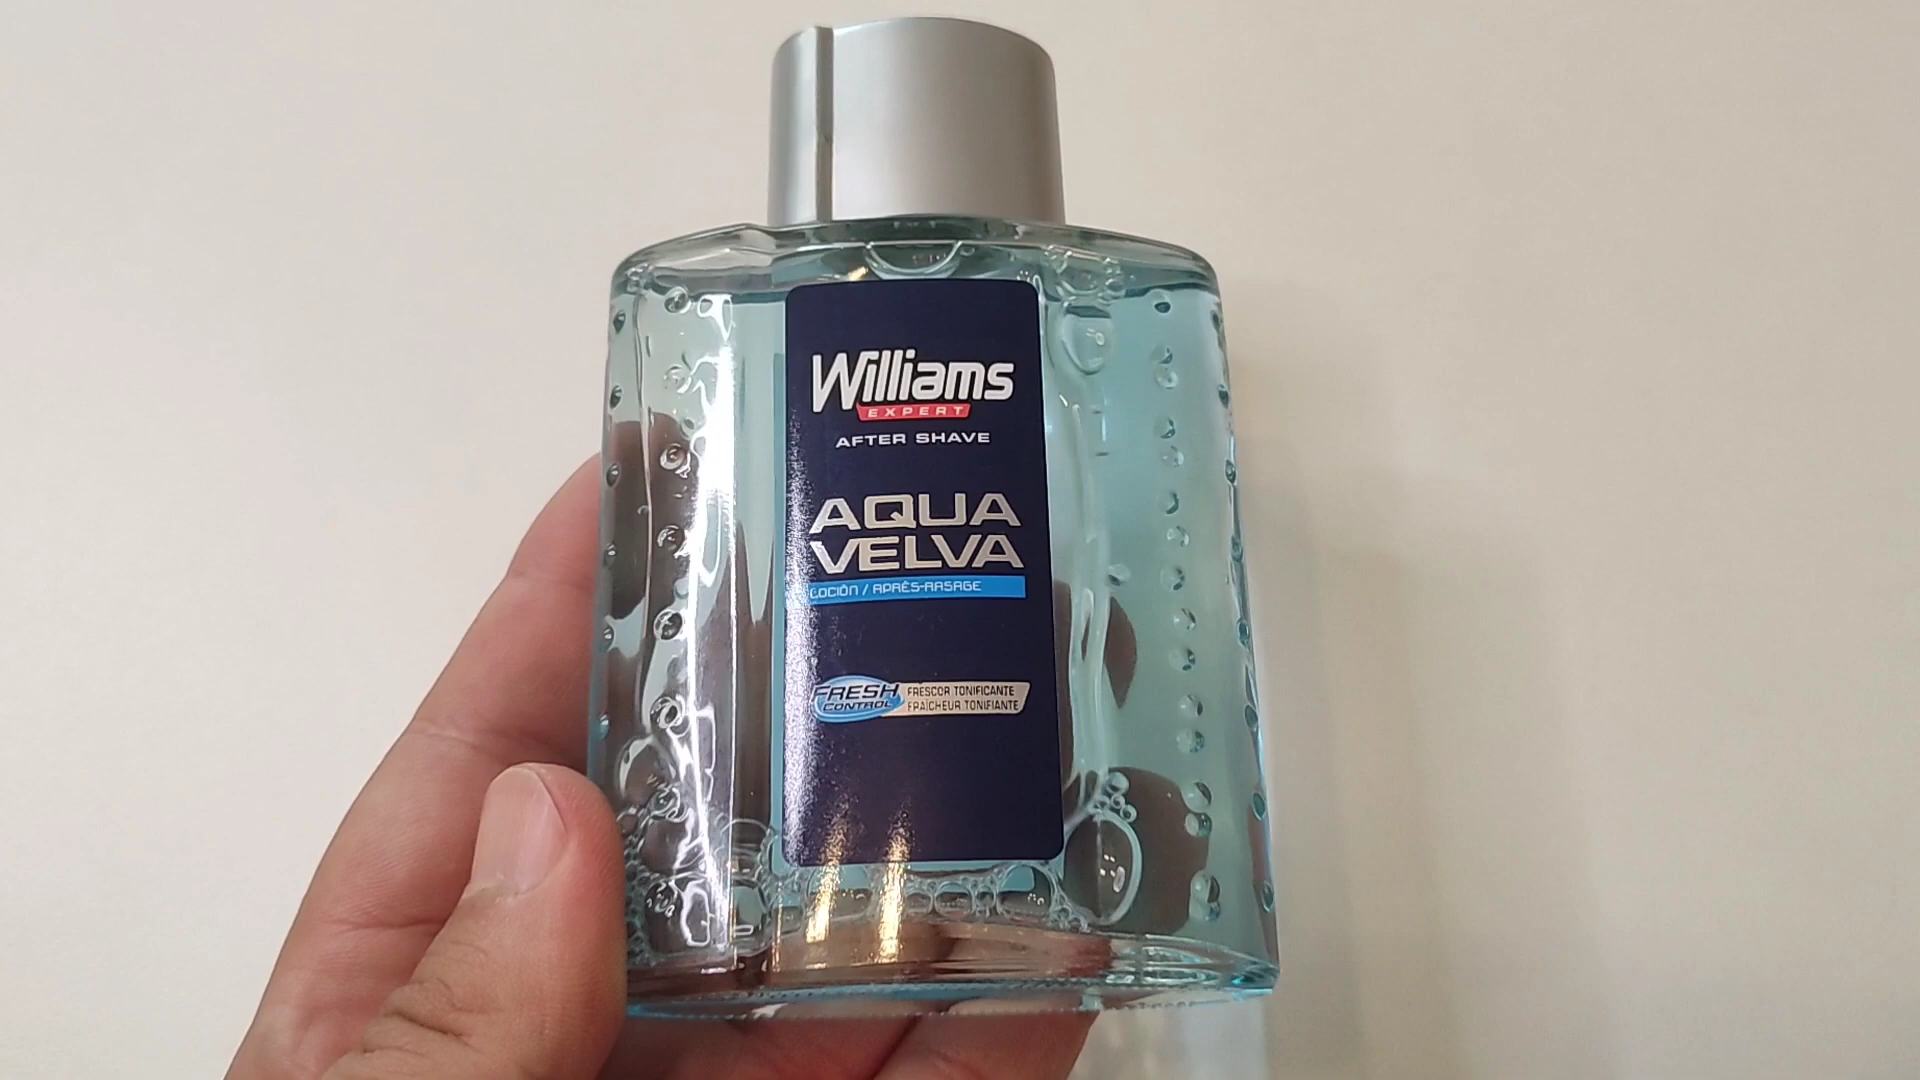 Williams
EXPERT
AFTER SHAVE
AQUA
VELVA
LOCIÓN / APRÈS-RASAGE
FRESH
CONTROL
FRESCOR TONIFICANTE
FRAÎCHEUR TONIFIANTE